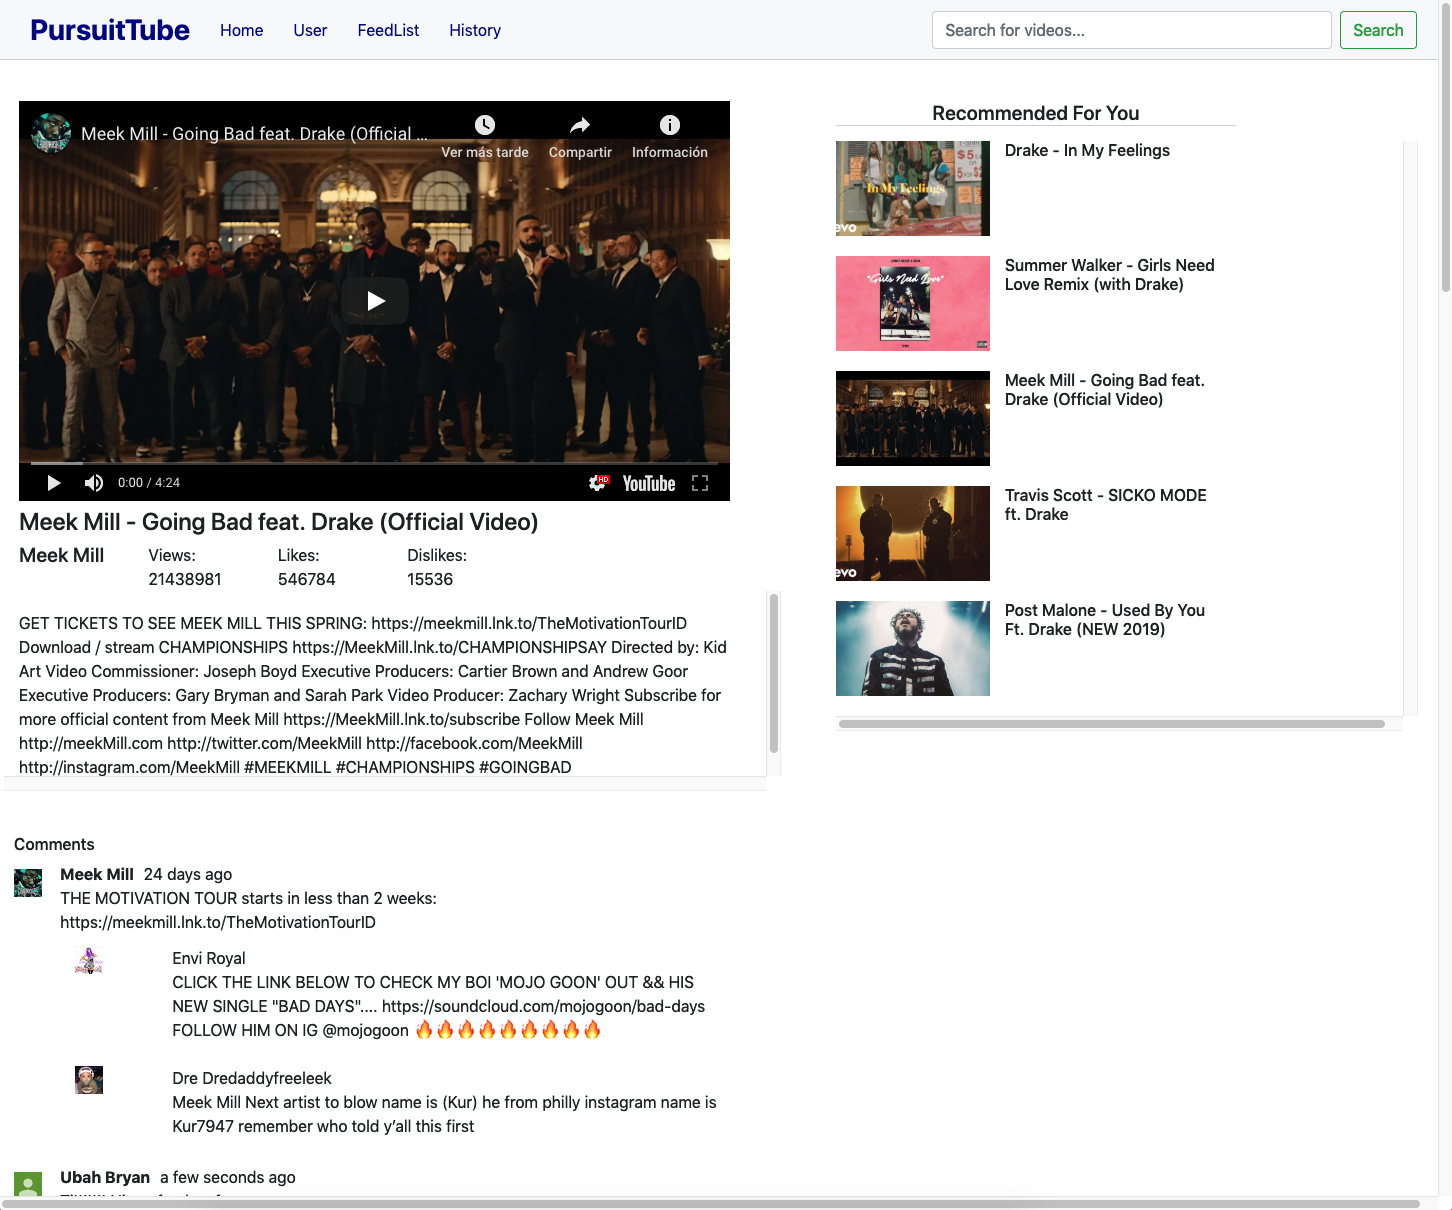 PursuitTube
Home
User
FeedList
History
Search for videos...
Search
Meek Mill - Going Bad feat. Drake (Official ...
Ver más tarde
Compartir
Información
0:00 / 4:24
HD
YouTube
Meek Mill - Going Bad feat. Drake (Official Video)
Meek Mill
Views:
21438981
Likes:
546784
Dislikes:
15536
GET TICKETS TO SEE MEEK MILL THIS SPRING: https://meekmill.lnk.to/TheMotivationTourID
Download / stream CHAMPIONSHIPS https://MeekMill.lnk.to/CHAMPIONSHIPSAY Directed by: Kid
Art Video Commissioner: Joseph Boyd Executive Producers: Cartier Brown and Andrew Goor
Executive Producers: Gary Bryman and Sarah Park Video Producer: Zachary Wright Subscribe for
more official content from Meek Mill https://MeekMill.lnk.to/subscribe Follow Meek Mill
http://meekMill.com http://twitter.com/MeekMill http://facebook.com/MeekMill
http://instagram.com/MeekMill #MEEKMILL #CHAMPIONSHIPS #GOINGBAD
Comments
Meek Mill 24 days ago
THE MOTIVATION TOUR starts in less than 2 weeks:
https://meekmill.lnk.to/TheMotivationTourID
Envi Royal
CLICK THE LINK BELOW TO CHECK MY BOI 'MOJO GOON' OUT && HIS
NEW SINGLE "BAD DAYS".... https://soundcloud.com/mojogoon/bad-days
FOLLOW HIM ON IG @mojogoon 🔥🔥🔥🔥🔥🔥🔥🔥🔥
Dre Dredaddyfreeleek
Meek Mill Next artist to blow name is (Kur) he from philly instagram name is
Kur7947 remember who told y’all this first
Ubah Bryan a few seconds ago
Recommended For You
In My Feelings
$5
evo
Drake - In My Feelings
"Girls Need Love"
Summer Walker - Girls Need
Love Remix (with Drake)
Meek Mill - Going Bad feat.
Drake (Official Video)
evo
Travis Scott - SICKO MODE
ft. Drake
Post Malone - Used By You
Ft. Drake (NEW 2019)